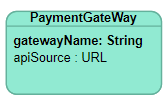 PaymentGateWay
gatewayName: String
apiSource : URL